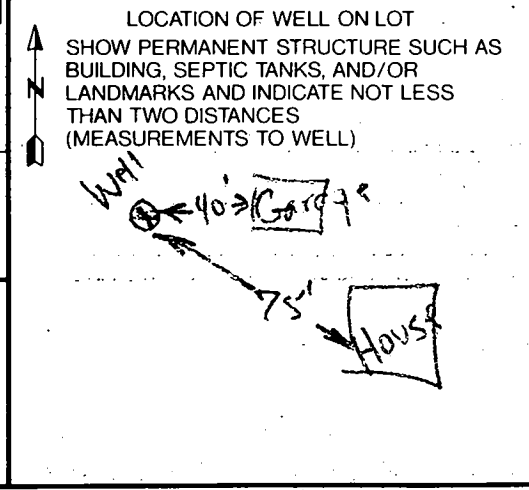 LOCATION OF WELL ON LOT
SHOW PERMANENT STRUCTURE SUCH AS
BUILDING, SEPTIC TANKS, AND/OR
N LANDMARKS AND INDICATE NOT LESS
THAN TWO DISTANCES
(MEASUREMENTS TO WELL)
Well
40' Garage
75'
House